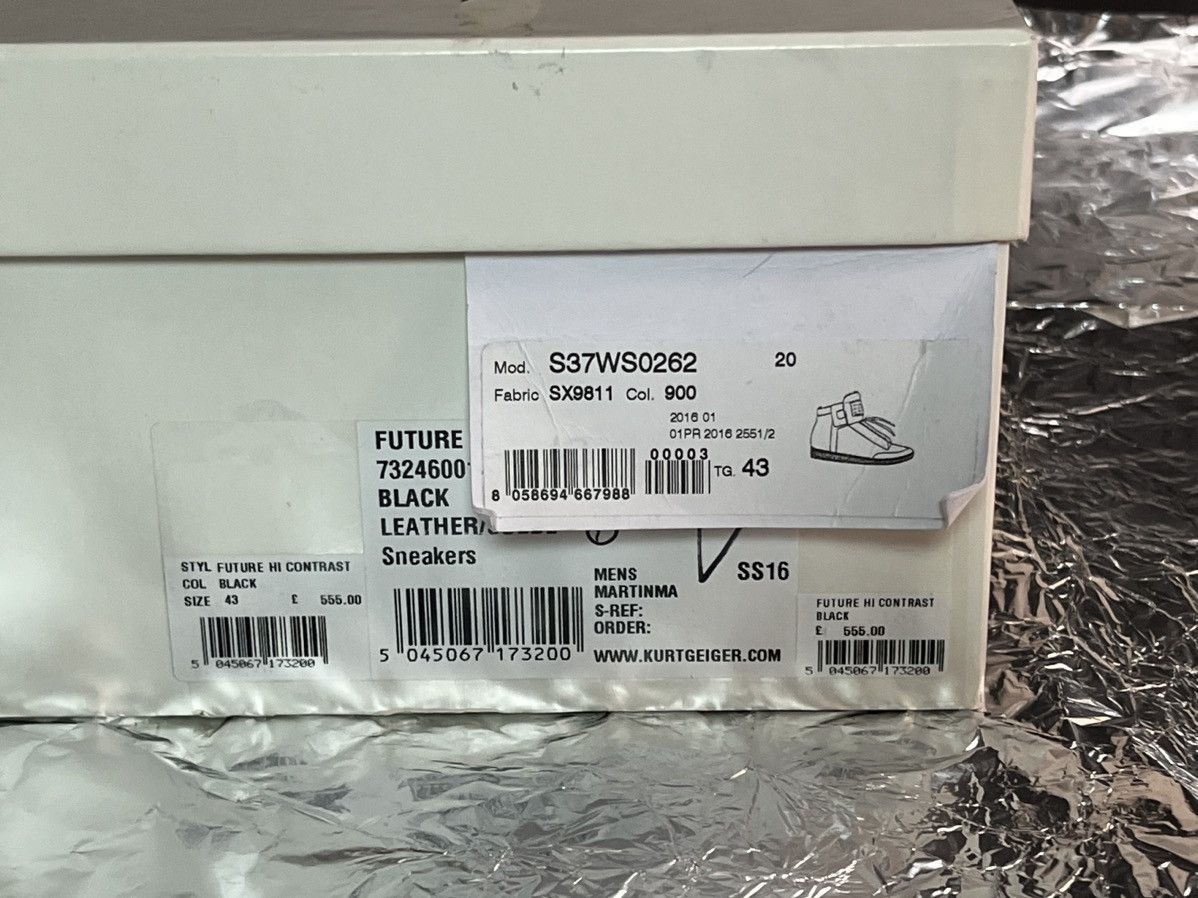 Mod. S37WS0262 20
Fabric SX9811 Col. 900
2016 01
01PR 2016 2551/2
00003
TG. 43
8 058694 667988
FUTURE
7324600
BLACK
LEATHER/
Sneakers
MENS
MARTINMA
S-REF:
ORDER:
SS16
5 045067 173200
WWW.KURTGEIGER.COM
STYL FUTURE HI CONTRAST
COL BLACK
SIZE 43 £ 555.00
5 045067 173200
FUTURE HI CONTRAST
BLACK
£ 555.00
5 045067 173200